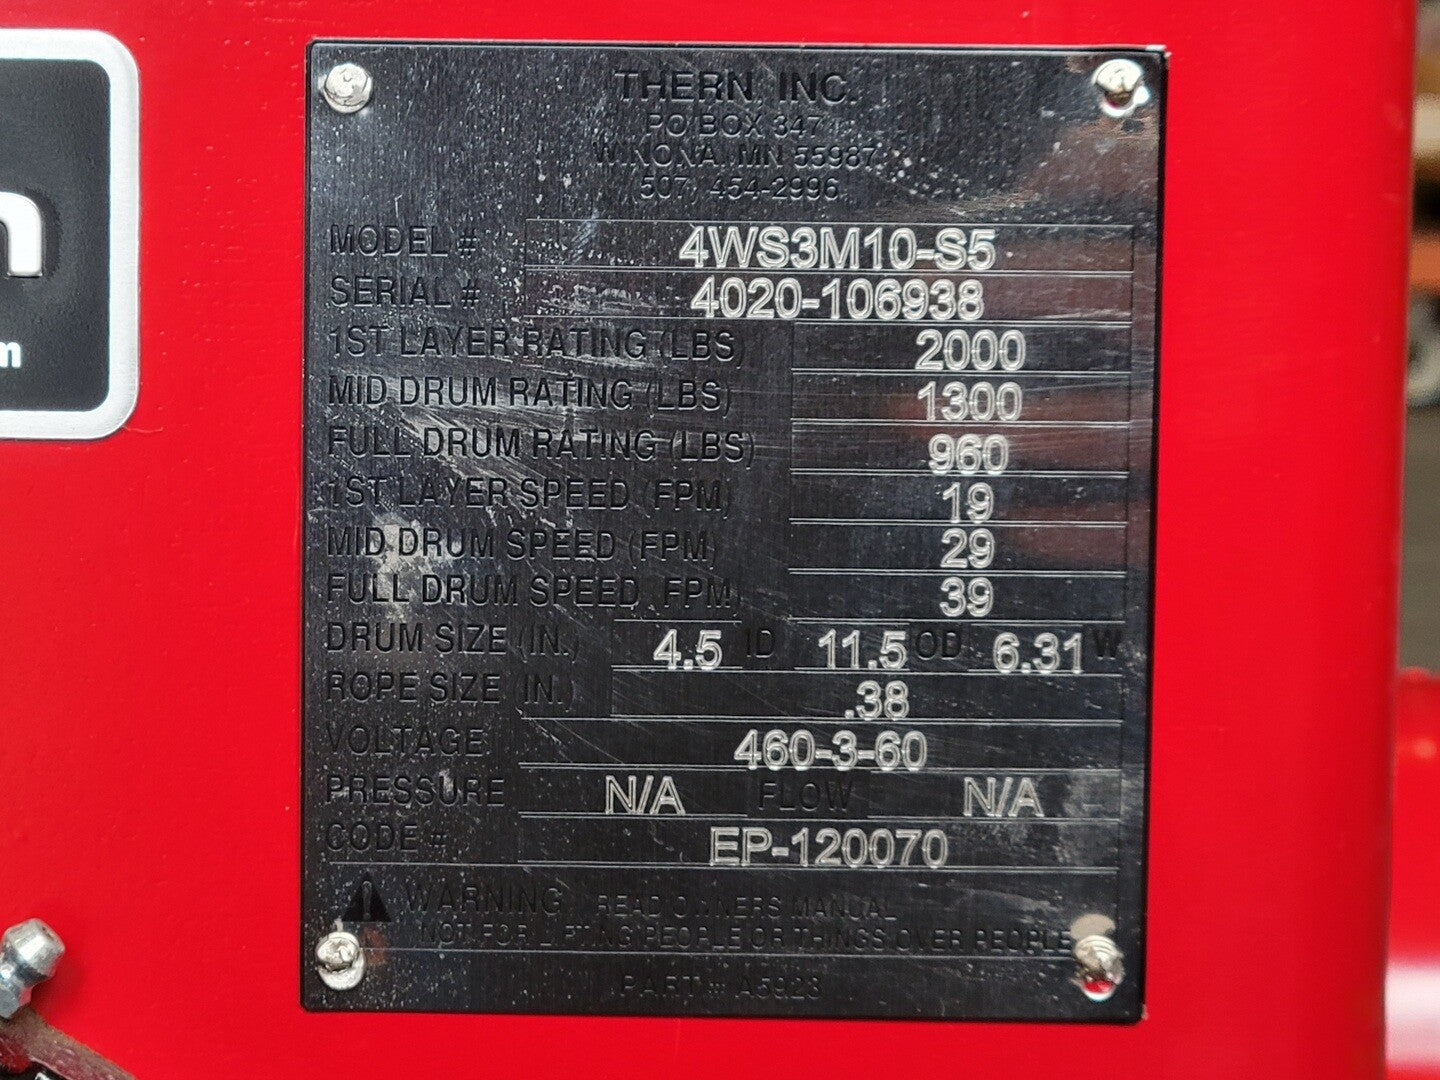 n
m
THERN, INC.
PO BOX 347
WINONA, MN 55987
507 454-2996
MODEL # 4WS3M10-S5
SERIAL # 4020-106938
1ST LAYER RATING (LBS) 2000
MID DRUM RATING (LBS) 1300
FULL DRUM RATING (LBS) 960
1ST LAYER SPEED (FPM) 19
MID DRUM SPEED (FPM) 29
FULL DRUM SPEED (FPM) 39
DRUM SIZE (IN.) 4.5 ID 11.5 OD 6.31 W
ROPE SIZE (IN.) .38
VOLTAGE 460-3-60
PRESSURE N/A FLOW N/A
CODE # EP-120070
WARNING READ OWNERS MANUAL
NOT FOR LIFTING PEOPLE OR THINGS OVER PEOPLE
PART # A5923